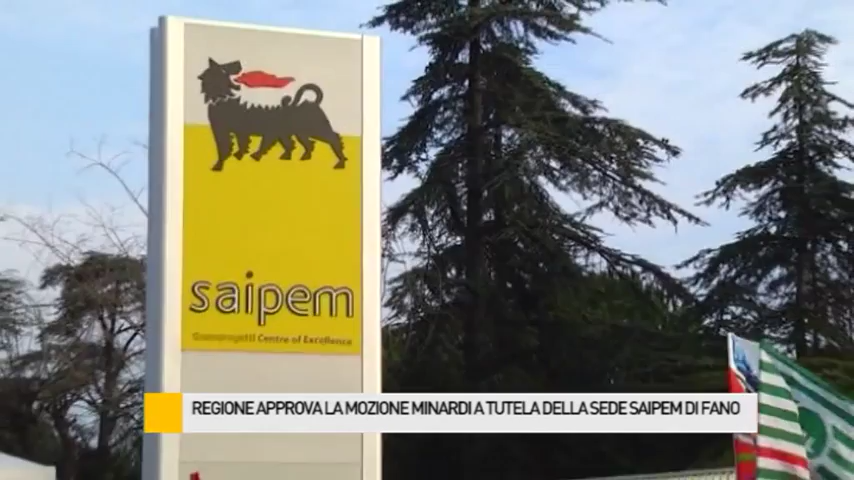 saipem
Snamprogetti Centre of Excellence
REGIONE APPROVA LA MOZIONE MINARDI A TUTELA DELLA SEDE SAIPEM DI FANO